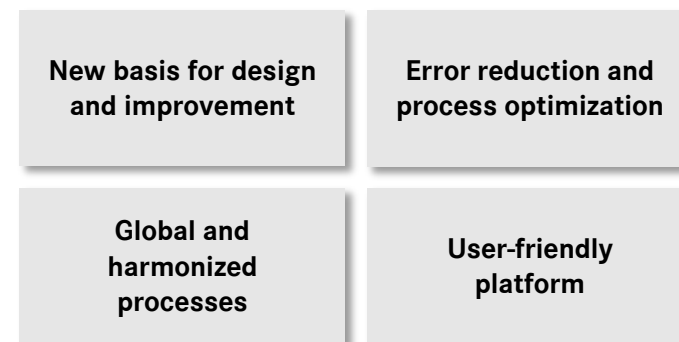 New basis for design
and improvement
Error reduction and
process optimization
Global and
harmonized
processes
User-friendly
platform